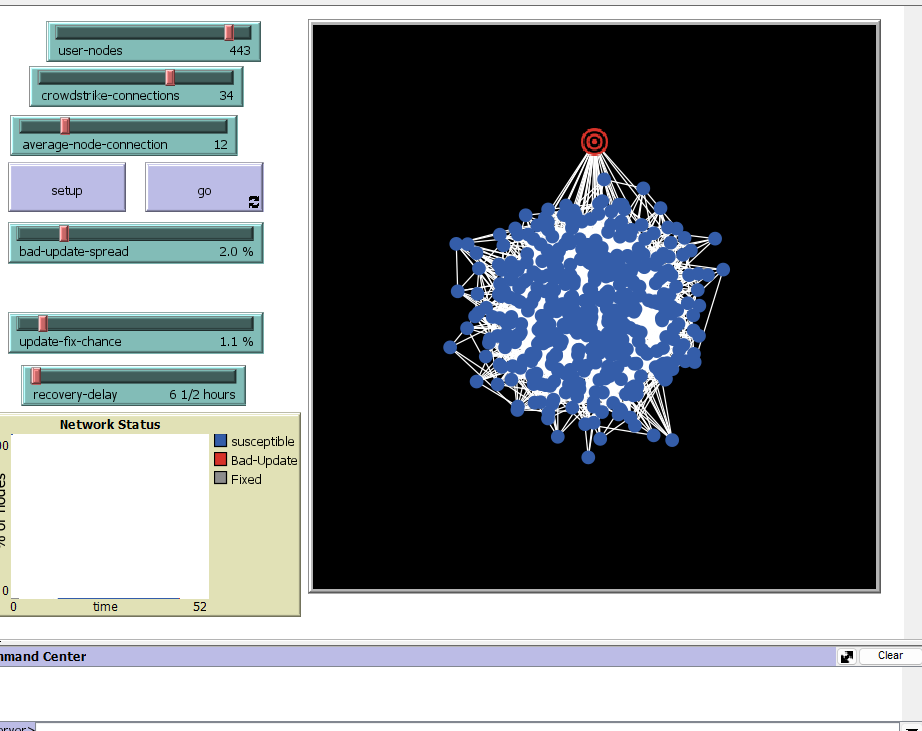 user-nodes 443
crowdstrike-connections 34
average-node-connection 12
setup
go
bad-update-spread 2.0 %
update-fix-chance 1.1 %
recovery-delay 6 1/2 hours
Network Status
% of nodes
0
0 time 52
susceptible
Bad-Update
Fixed
mmand Center
Clear